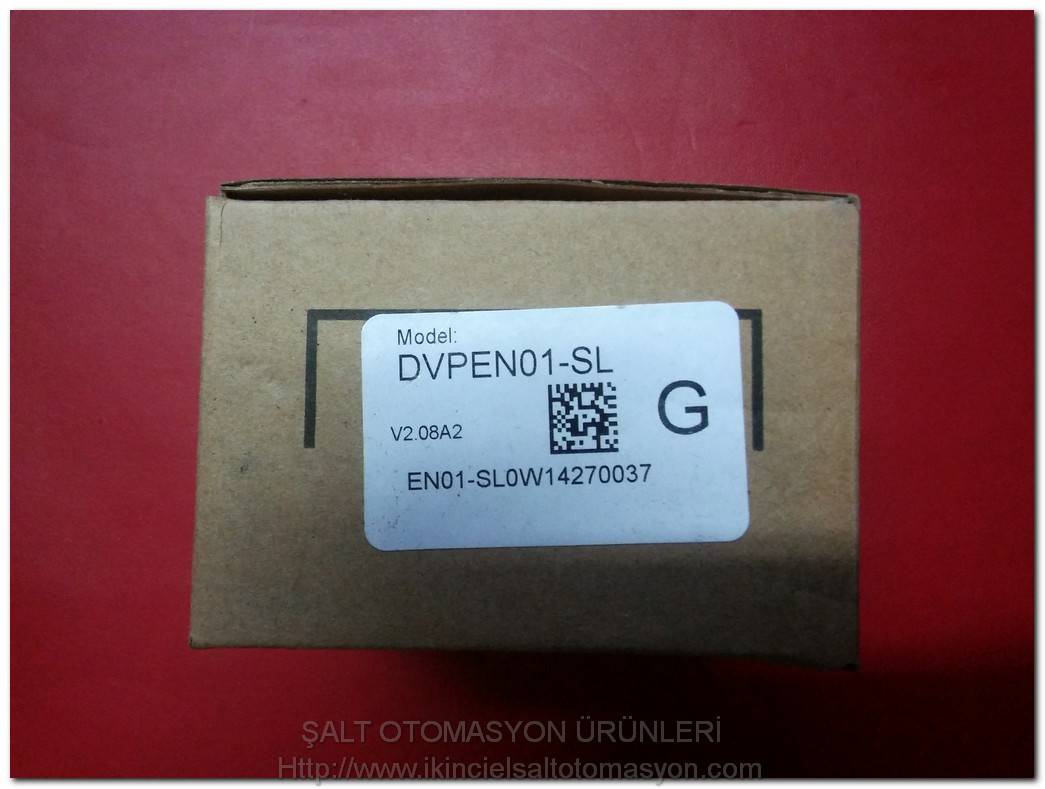 Model:
DVPEN01-SL
G
V2.08A2
EN01-SL0W14270037
ŞALT OTOMASYON ÜRÜNLERİ
Http://www.ikincielsaltotomasyon.com